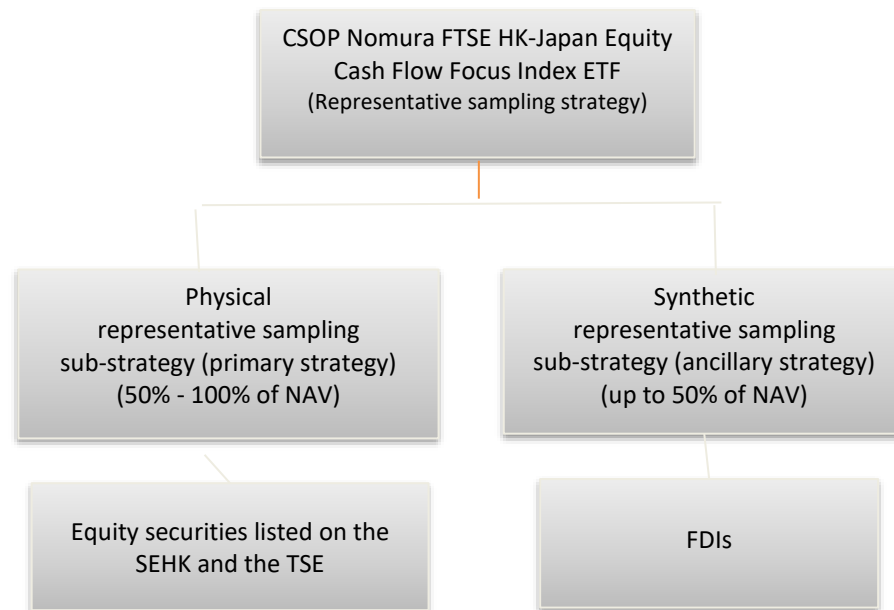 CSOP Nomura FTSE HK-Japan Equity
Cash Flow Focus Index ETF
(Representative sampling strategy)
Physical
representative sampling
sub-strategy (primary strategy)
(50% - 100% of NAV)
Synthetic
representative sampling
sub-strategy (ancillary strategy)
(up to 50% of NAV)
Equity securities listed on the
SEHK and the TSE
FDIs